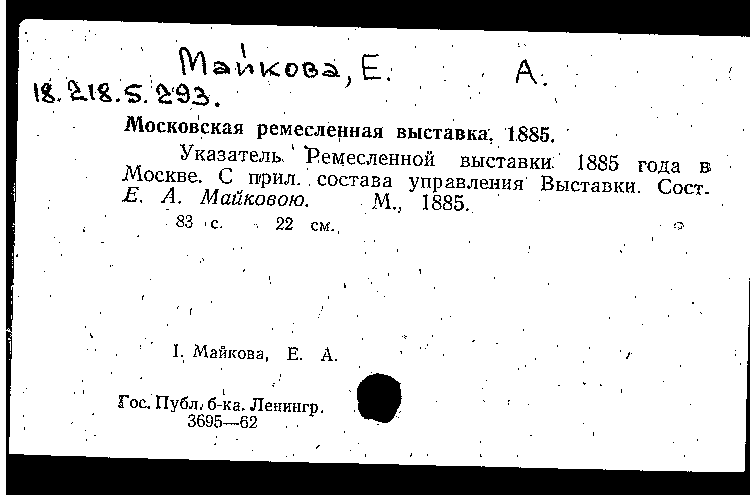 Майкова, Е. А.
18.218.5.293.
Московская ремесленная выставка, 1885.
Указатель Ремесленной выставки 1885 года в
Москве. С прил. состава управления Выставки. Сост.
Е. А. Майковою. М., 1885.
83 с. 22 см.
I. Майкова, Е. А.
Гос. Публ. б-ка. Ленингр.
3695—62